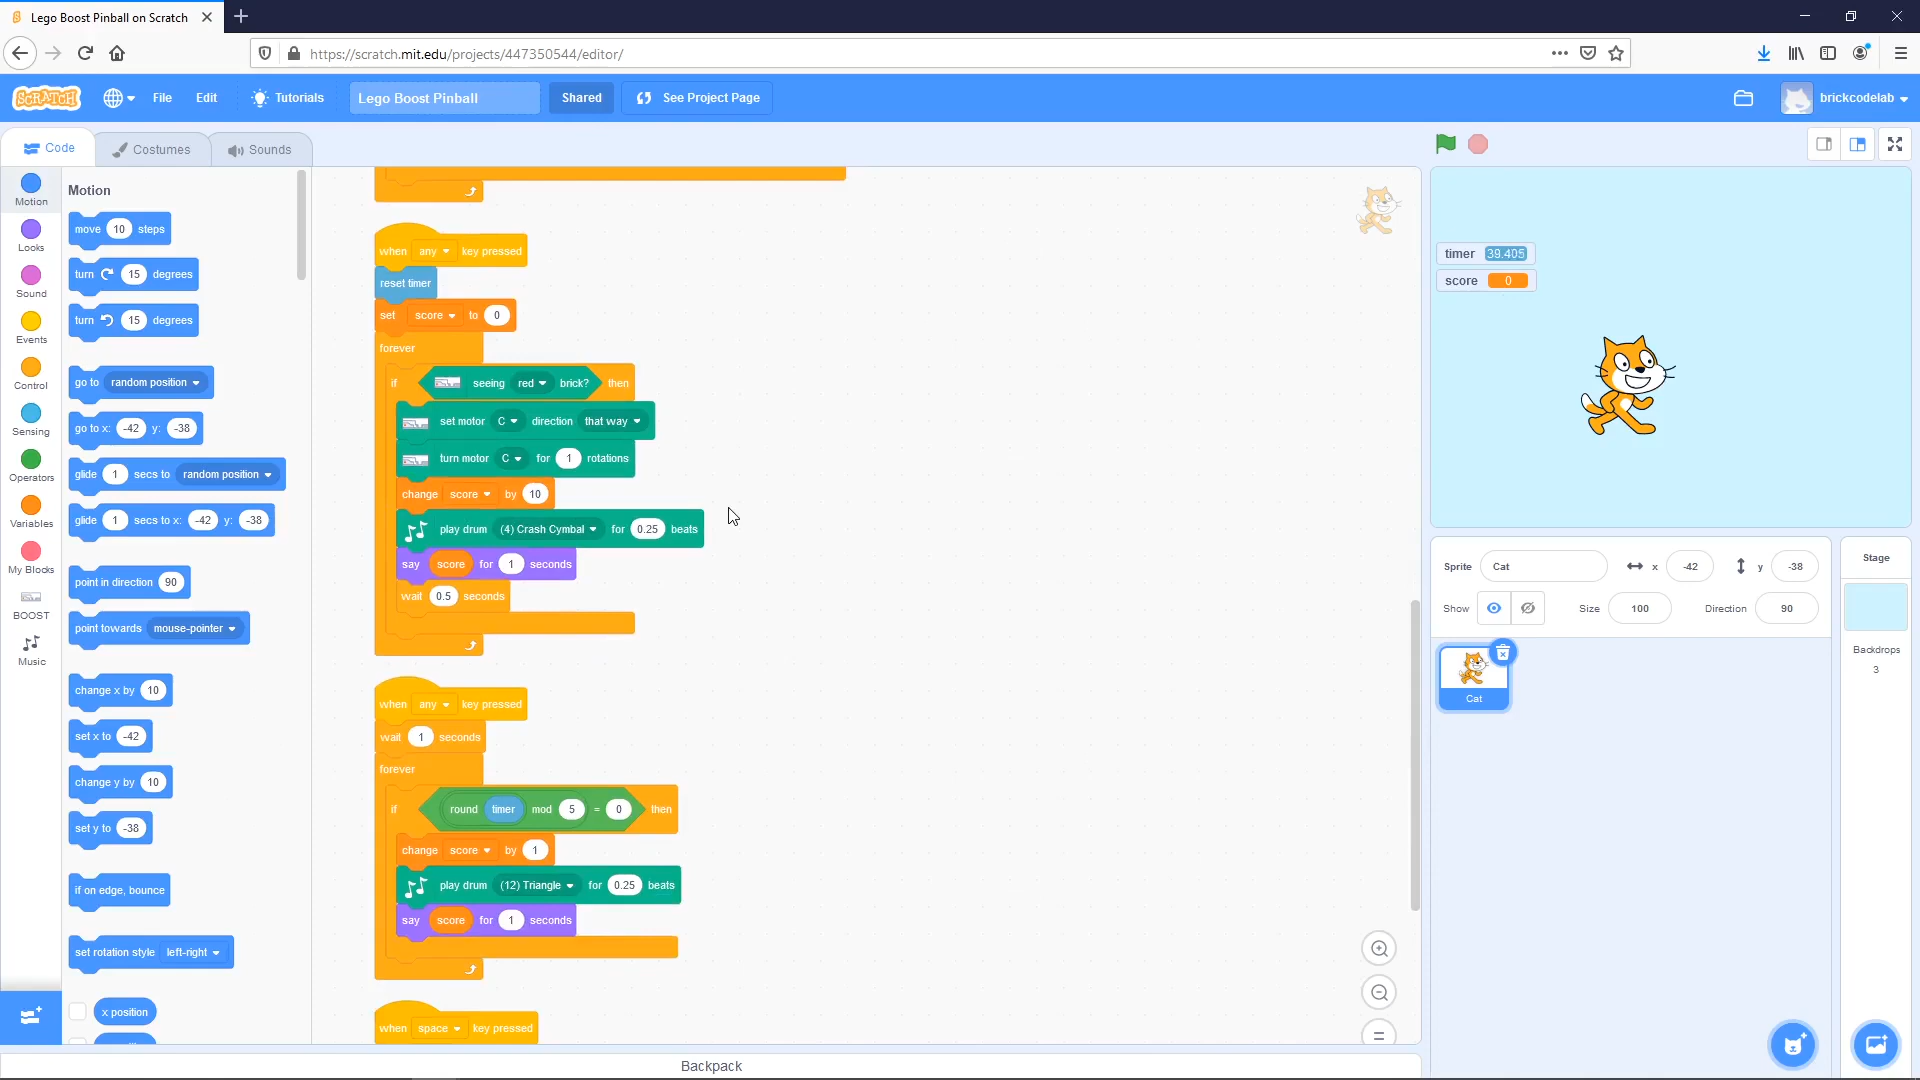 Lego Boost Pinball on Scratch
https://scratch.mit.edu/projects/447350544/editor/
SCRATCH
File
Edit
Tutorials
Lego Boost Pinball
Shared
See Project Page
brickcodelab
Code
Costumes
Sounds
Motion
Looks
Sound
Events
Control
Sensing
Operators
Variables
My Blocks
BOOST
Music
Motion
move 10 steps
turn 15 degrees
turn 15 degrees
go to random position
go to x: -42 y: -38
glide 1 secs to random position
glide 1 secs to x: -42 y: -38
point in direction 90
point towards mouse-pointer
change x by 10
set x to -42
change y by 10
set y to -38
if on edge, bounce
set rotation style left-right
x position
when any key pressed
reset timer
set score to 0
forever
if seeing red brick? then
set motor C direction that way
turn motor C for 1 rotations
change score by 10
play drum (4) Crash Cymbal for 0.25 beats
say score for 1 seconds
wait 0.5 seconds
when any key pressed
wait 1 seconds
forever
if round timer mod 5 = 0 then
change score by 1
play drum (12) Triangle for 0.25 beats
say score for 1 seconds
when space key pressed
Backpack
timer 39.405
score 0
Sprite Cat x -42 y -38
Show Size 100 Direction 90
Cat
Stage
Backdrops
3